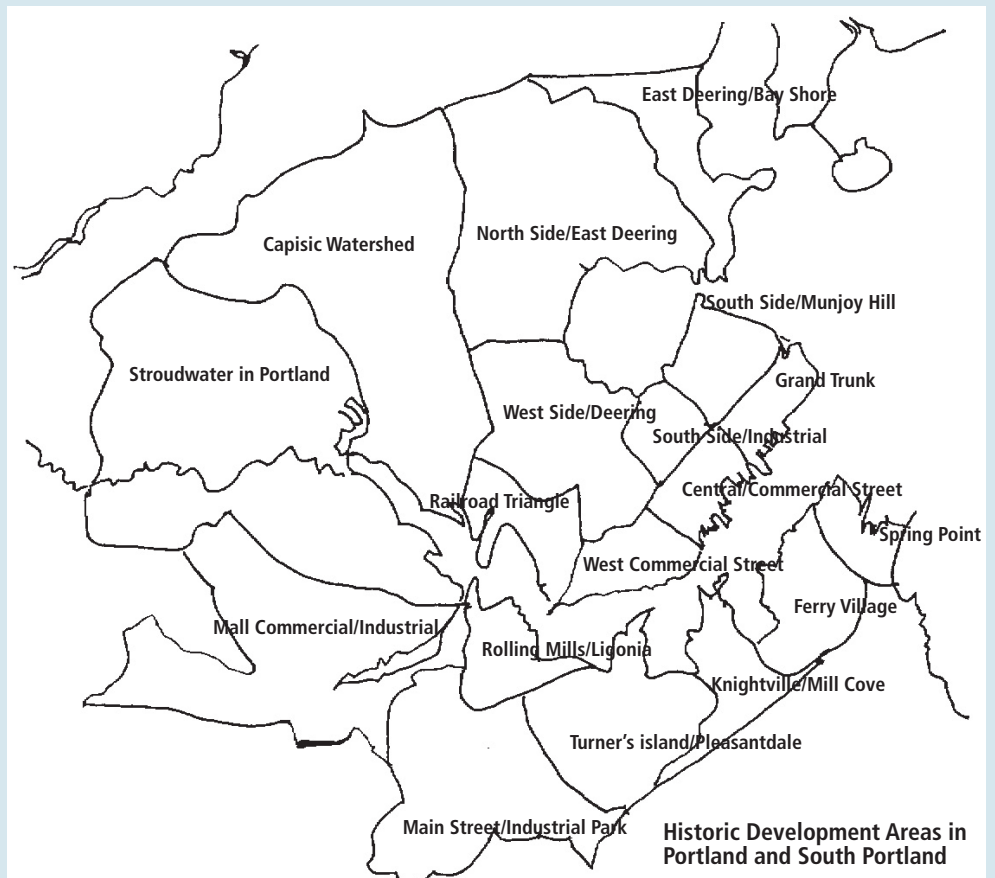 East Deering/Bay Shore
North Side/East Deering
Capisic Watershed
South Side/Munjoy Hill
Stroudwater in Portland
Grand Trunk
West Side/Deering
South Side/Industrial
Central/Commercial Street
Railroad Triangle
Spring Point
West Commercial Street
Ferry Village
Mall Commercial/Industrial
Rolling Mills/Ligonia
Knightville/Mill Cove
Turner's island/Pleasantdale
Main Street/Industrial Park
Historic Development Areas in
Portland and South Portland